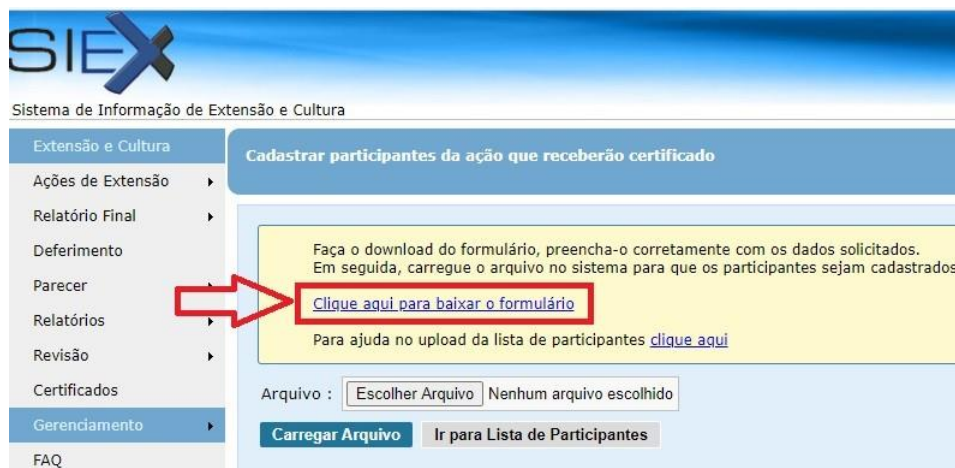 SIEX
Sistema de Informação de Extensão e Cultura
Extensão e Cultura
Ações de Extensão
Relatório Final
Deferimento
Parecer
Relatórios
Revisão
Certificados
Gerenciamento
FAQ
Cadastrar participantes da ação que receberão certificado
Faça o download do formulário, preencha-o corretamente com os dados solicitados.
Em seguida, carregue o arquivo no sistema para que os participantes sejam cadastrados
Clique aqui para baixar o formulário
Para ajuda no upload da lista de participantes clique aqui
Arquivo : Escolher Arquivo Nenhum arquivo escolhido
Carregar Arquivo Ir para Lista de Participantes